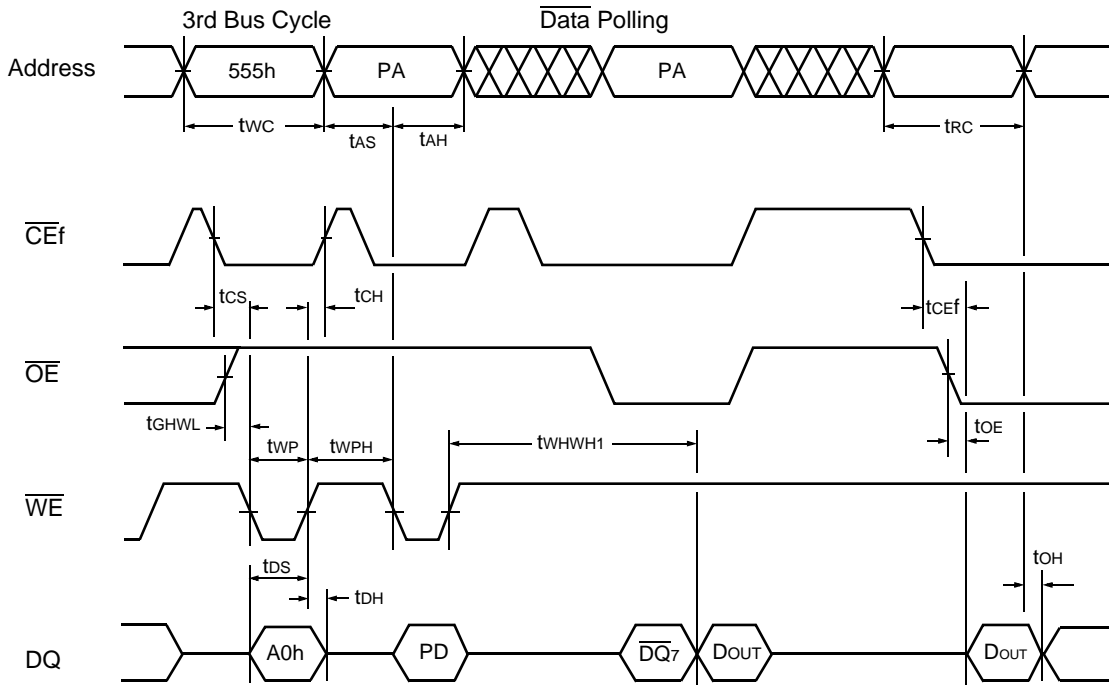 3rd Bus Cycle
Data Polling
Address
555h
PA
PA
tWC
tAS
tAH
tRC
CEf
tCS
tCH
tCEf
OE
tGHWL
tWP
tWPH
tWHWH1
tOE
WE
tDS
tDH
tOH
DQ
A0h
PD
DQ7
DOUT
DOUT